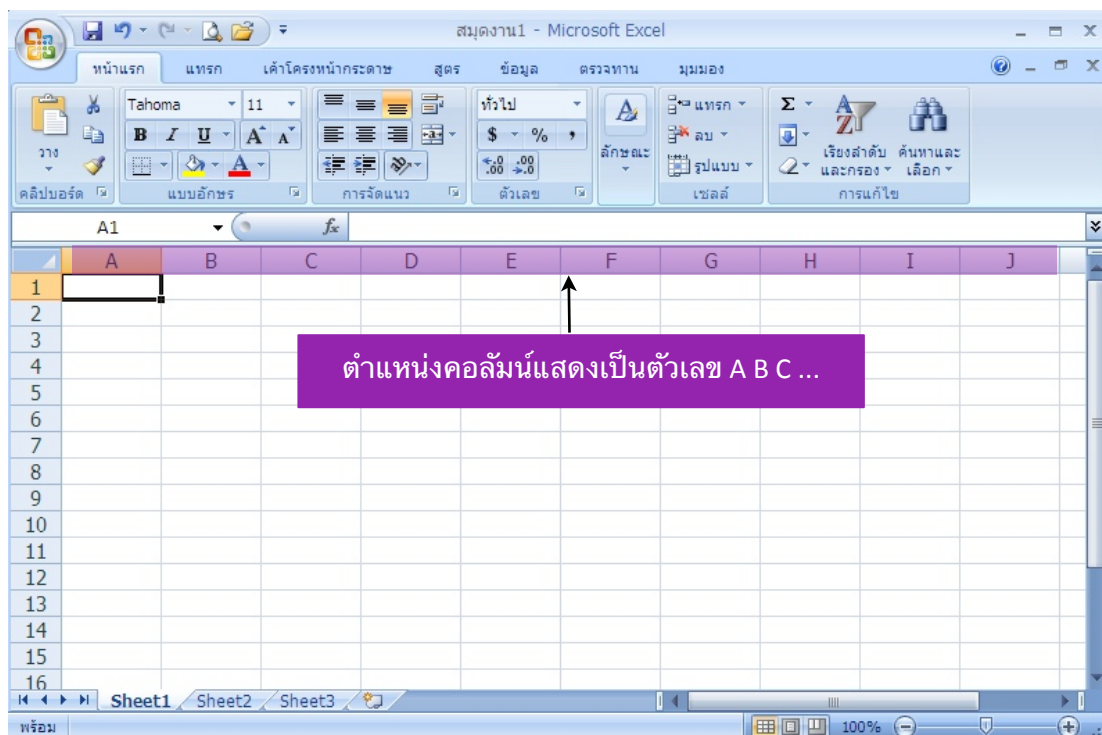 สมุดงาน1 - Microsoft Excel
หน้าแรก แทรก เค้าโครงหน้ากระดาษ สูตร ข้อมูล ตรวจทาน มุมมอง
Tahoma 11 ทั่วไป แทรก Σ
B I U A A $ % , ลบ
วาง A .00 .0 ลักษณะ รูปแบบ เรียงลำดับและกรอง ค้นหาและเลือก
คลิปบอร์ด แบบอักษร การจัดแนว ตัวเลข เซลล์ การแก้ไข
A1 fx
A B C D E F G H I J
1
2
3
ตำแหน่งคอลัมน์แสดงเป็นตัวเลข A B C ...
4
5
6
7
8
9
10
11
12
13
14
15
16
Sheet1 Sheet2 Sheet3
พร้อม 100%